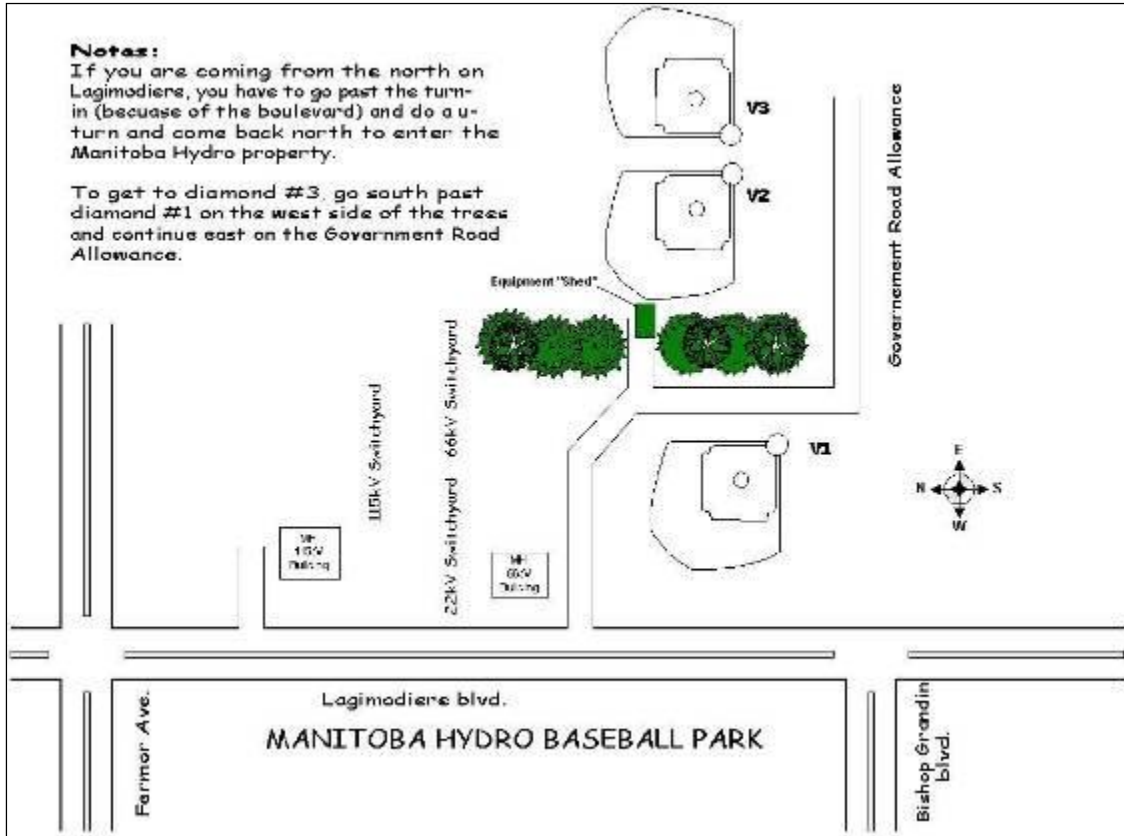 Notes:
If you are coming from the north on
Lagimodiere, you have to go past the turn-
in (becuase of the boulevard) and do a u-
turn and come back north to enter the
Manitoba Hydro property.
To get to diamond #3, go south past
diamond #1 on the west side of the trees
and continue east on the Government Road
Allowance.
V3
V2
Governement Road Allowance
Equipment "Shed"
115kV Switchyard
66kV Switchyard
22kV Switchyard
V1
E
N S
W
MH
115kV
Building
MH
66kV
Building
Lagimodiere blvd.
MANITOBA HYDRO BASEBALL PARK
Fermor Ave.
Bishop Grandin
blvd.